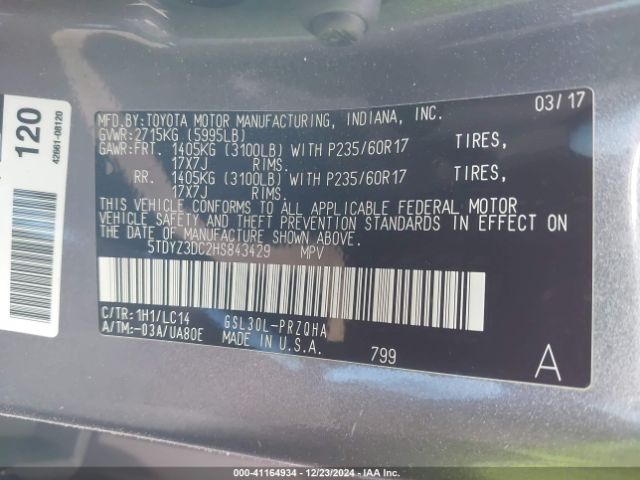 120
42661-08120
MFD.BY:TOYOTA MOTOR MANUFACTURING, INDIANA, INC. 03/17
GVWR:2715KG (5995LB)
GAWR:FRT. 1405KG (3100LB) WITH P235/60R17 TIRES,
17X7J RIMS.
RR. 1405KG (3100LB) WITH P235/60R17 TIRES,
17X7J RIMS.
THIS VEHICLE CONFORMS TO ALL APPLICABLE FEDERAL MOTOR
VEHICLE SAFETY AND THEFT PREVENTION STANDARDS IN EFFECT ON
THE DATE OF MANUFACTURE SHOWN ABOVE.
5TDYZ3DC2HS843429 MPV
C/TR:1H1/LC14 GSL30L-PRZQHA
A/TM:-03A/UA80E MADE IN U.S.A.
799 A
000-41164934 - 12/23/2024 - IAA Inc.